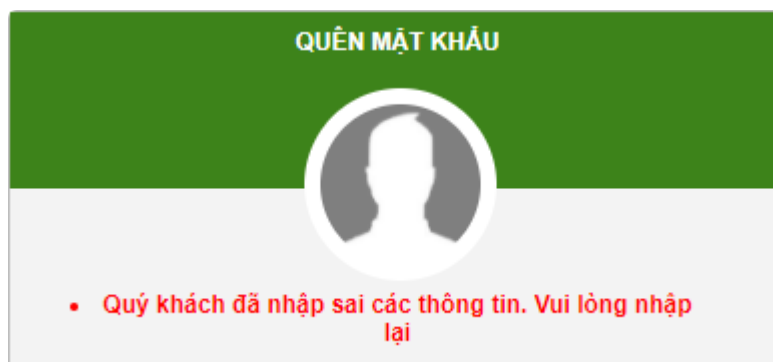 QUÊN MẬT KHẨU
• Quý khách đã nhập sai các thông tin. Vui lòng nhập
lại